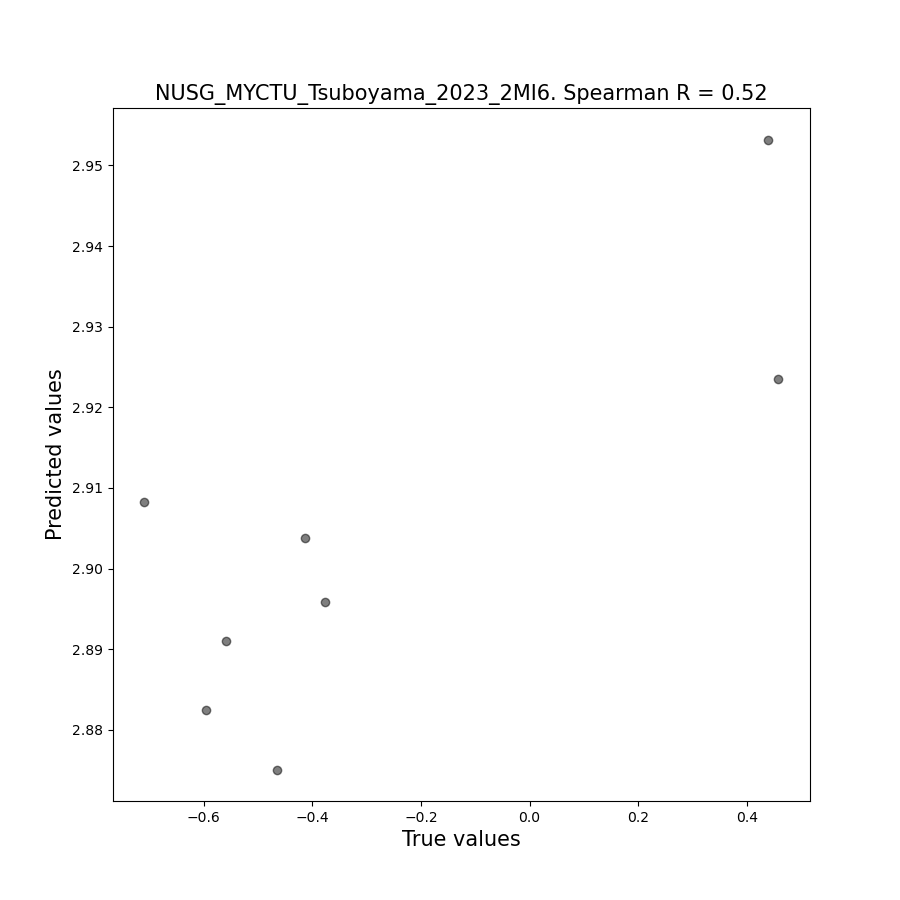 NUSG_MYCTU_Tsuboyama_2023_2MI6. Spearman R = 0.52
2.95
2.94
2.93
2.92
2.91
2.90
2.89
2.88
Predicted values
−0.6 −0.4 −0.2 0.0 0.2 0.4
True values